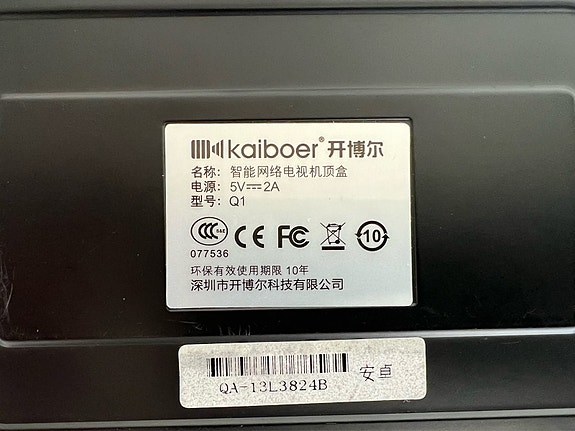 kaiboer® 开博尔
名称: 智能网络电视机顶盒
电源: 5V⎓2A
型号: Q1
CCC S&E CE FC 10
077536
环保有效使用期限 10年
深圳市开博尔科技有限公司
QA-13L3824B 安卓